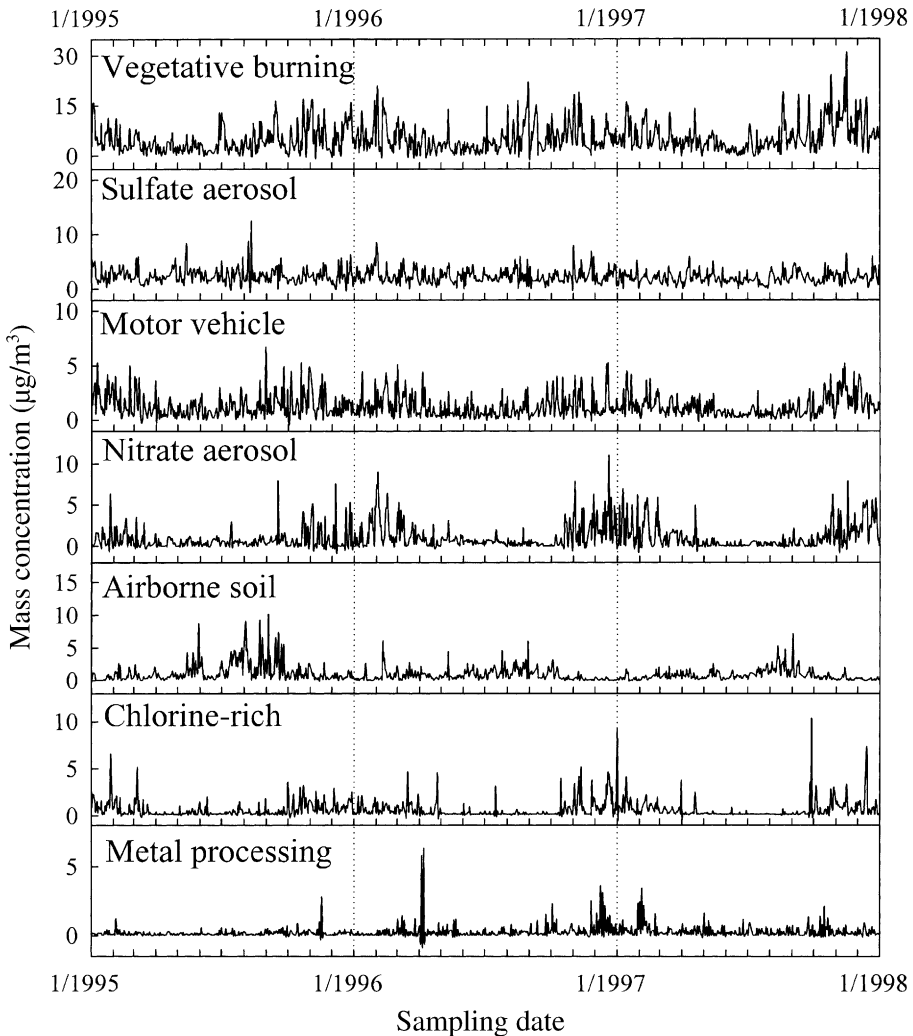 1/1995 1/1996 1/1997 1/1998
35
30
15
0
Vegetative burning
20
10
0
Sulfate aerosol
10
5
0
Motor vehicle
10
5
0
Nitrate aerosol
15
10
5
0
Airborne soil
10
5
0
Chlorine-rich
5
0
Metal processing
Mass concentration (μg/m³)
1/1995 1/1996 1/1997 1/1998
Sampling date